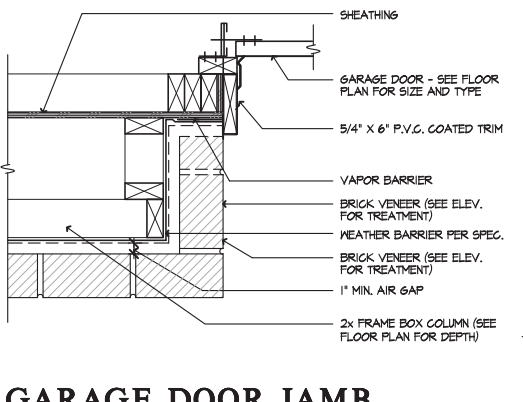 SHEATHING
GARAGE DOOR - SEE FLOOR
PLAN FOR SIZE AND TYPE
5/4" X 6" P.V.C. COATED TRIM
VAPOR BARRIER
BRICK VENEER (SEE ELEV.
FOR TREATMENT)
WEATHER BARRIER PER SPEC.
BRICK VENEER (SEE ELEV.
FOR TREATMENT)
1" MIN. AIR GAP
2x FRAME BOX COLUMN (SEE
FLOOR PLAN FOR DEPTH)
GARAGE DOOR JAMB